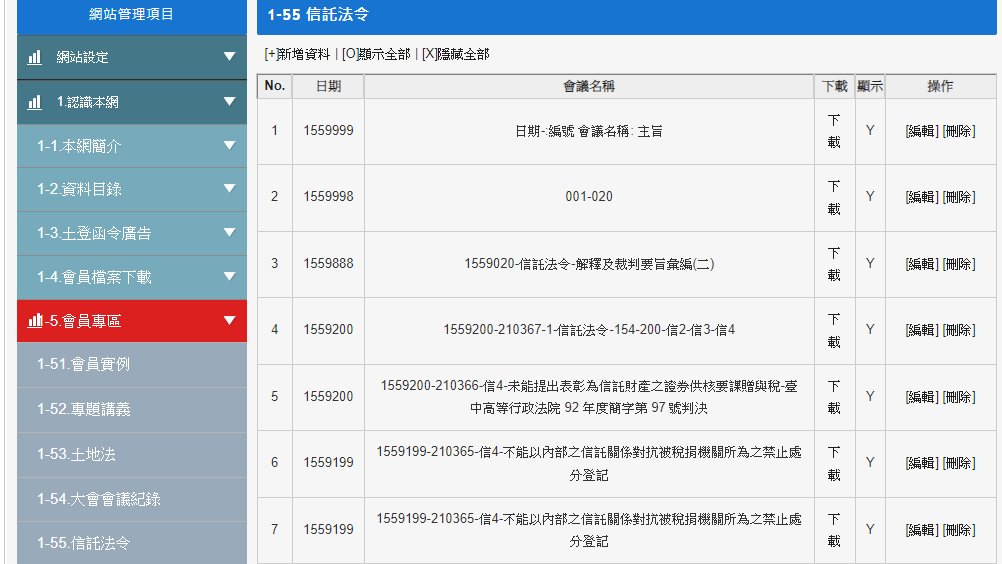 網站管理項目
網站設定
1.認識本網
1-1.本網簡介
1-2.資料目錄
1-3.土登函令廣告
1-4.會員檔案下載
-5.會員專區
1-51.會員實例
1-52.專題講義
1-53.土地法
1-54.大會會議紀錄
1-55.信託法令
1-55 信託法令
[+]新增資料 | [O]顯示全部 | [X]隱藏全部
No. 日期 會議名稱 下載 顯示 操作
1 1559999 日期-:編號 會議名稱: 主旨 下載 Y [編輯] [刪除]
2 1559998 001-020 下載 Y [編輯] [刪除]
3 1559888 1559020-信託法令-解釋及裁判要旨彙編(二) 下載 Y [編輯] [刪除]
4 1559200 1559200-210367-1-信託法令-154-200-信2-信3-信4 下載 Y [編輯] [刪除]
5 1559200 1559200-210366-信4-未能提出表彰為信託財產之證券供核要課贈與稅-臺
中高等行政法院 92 年度簡字第 97 號判決 下載 Y [編輯] [刪除]
6 1559199 1559199-210365-信4-不能以內部之信託關係對抗被稅捐機關所為之禁止處
分登記 下載 Y [編輯] [刪除]
7 1559199 1559199-210365-信4-不能以內部之信託關係對抗被稅捐機關所為之禁止處
分登記 下載 Y [編輯] [刪除]